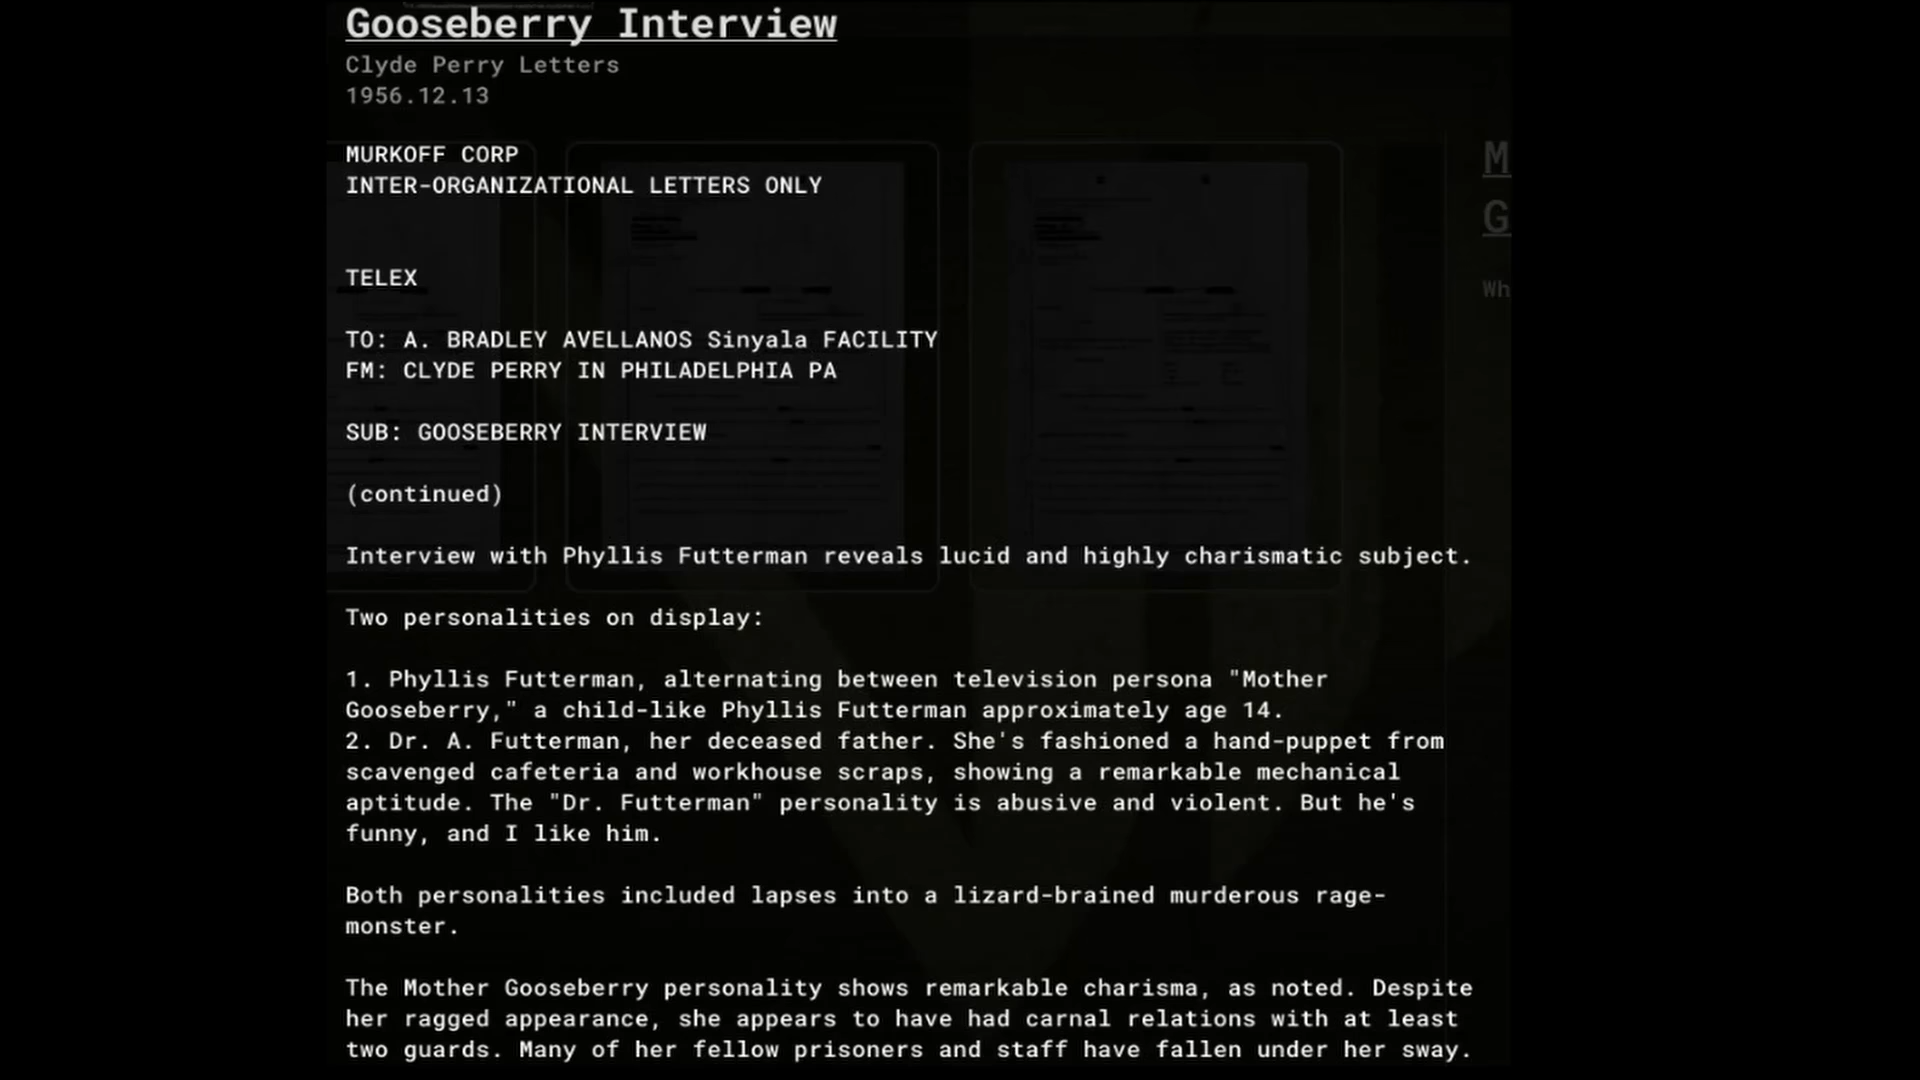 Gooseberry Interview
Clyde Perry Letters
1956.12.13
MURKOFF CORP
INTER-ORGANIZATIONAL LETTERS ONLY
TELEX
TO: A. BRADLEY AVELLANOS Sinyala FACILITY
FM: CLYDE PERRY IN PHILADELPHIA PA
SUB: GOOSEBERRY INTERVIEW
(continued)
Interview with Phyllis Futterman reveals lucid and highly charismatic subject.
Two personalities on display:
1. Phyllis Futterman, alternating between television persona "Mother
Gooseberry," a child-like Phyllis Futterman approximately age 14.
2. Dr. A. Futterman, her deceased father. She's fashioned a hand-puppet from
scavenged cafeteria and workhouse scraps, showing a remarkable mechanical
aptitude. The "Dr. Futterman" personality is abusive and violent. But he's
funny, and I like him.
Both personalities included lapses into a lizard-brained murderous rage-
monster.
The Mother Gooseberry personality shows remarkable charisma, as noted. Despite
her ragged appearance, she appears to have had carnal relations with at least
two guards. Many of her fellow prisoners and staff have fallen under her sway.
M
G
Wh